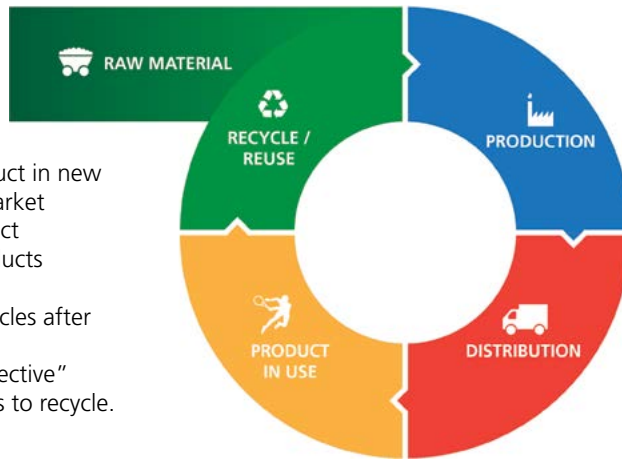 RAW MATERIAL
RECYCLE /
REUSE
PRODUCTION
uct in new
arket
ct
ucts
cles after
ective”
s to recycle.
PRODUCT
IN USE
DISTRIBUTION